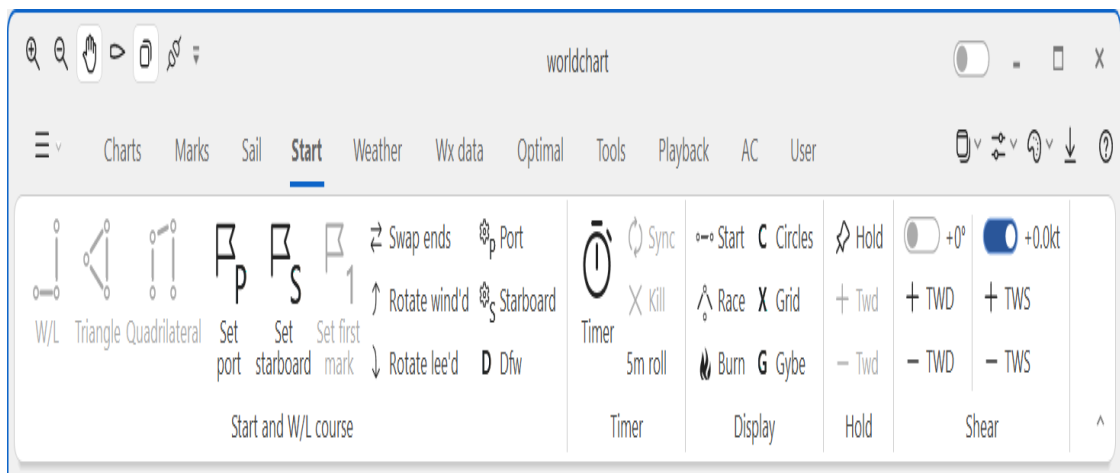 worldchart
Charts Marks Sail Start Weather Wx data Optimal Tools Playback AC User
P S 1 Swap ends P Port Sync Start C Circles Hold +0° +0.0kt
Rotate wind'd S Starboard Kill Race X Grid + Twd + TWD + TWS
W/L Triangle Quadrilateral Set port Set starboard Set first mark Timer
Rotate lee'd D Dfw 5m roll Burn G Gybe − Twd − TWD − TWS
Start and W/L course Timer Display Hold Shear